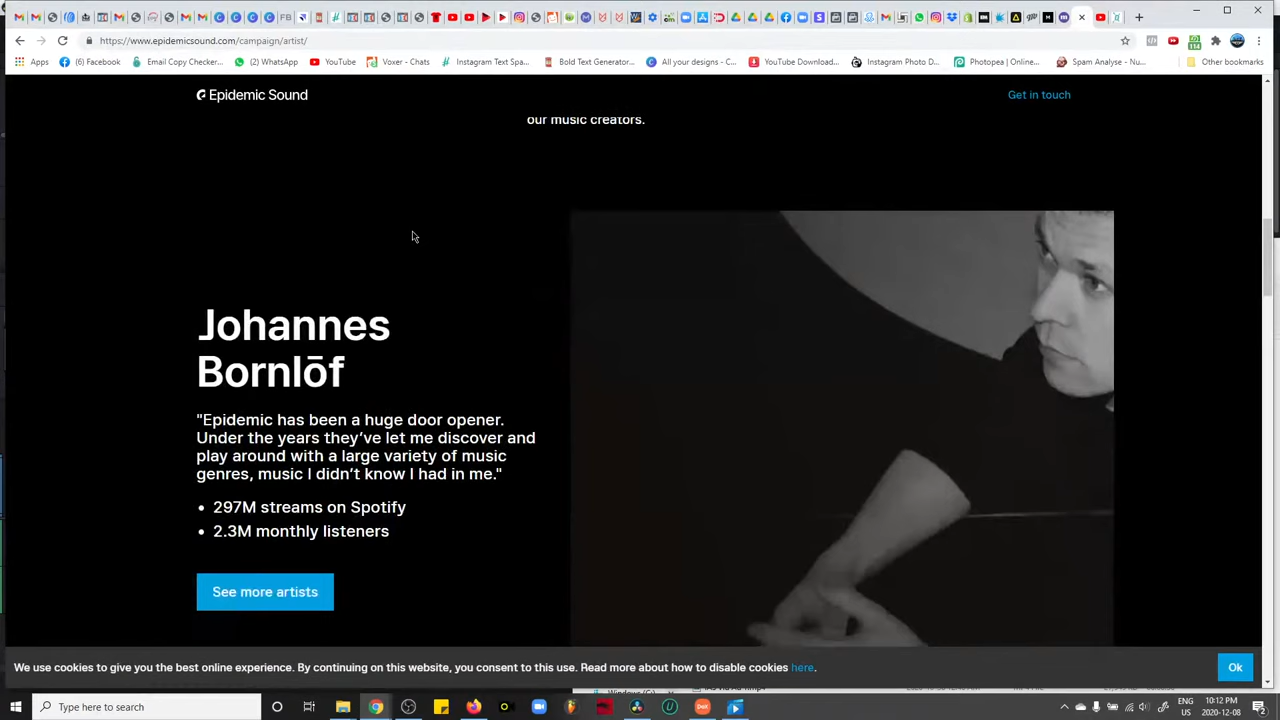 https://www.epidemicsound.com/campaign/artist/
Apps
(6) Facebook
Email Copy Checker...
(2) WhatsApp
YouTube
Voxer - Chats
Instagram Text Spa...
Bold Text Generator...
All your designs - C...
YouTube Download...
Instagram Photo D...
Photopea | Online...
Spam Analyse - Nu...
Other bookmarks
Epidemic Sound
Get in touch
our music creators.
Johannes
Bornlōf
"Epidemic has been a huge door opener.
Under the years they've let me discover and
play around with a large variety of music
genres, music I didn't know I had in me."
• 297M streams on Spotify
• 2.3M monthly listeners
See more artists
We use cookies to give you the best online experience. By continuing on this website, you consent to this use. Read more about how to disable cookies here.
Ok
Type here to search
ENG
US
10:12 PM
2020-12-08